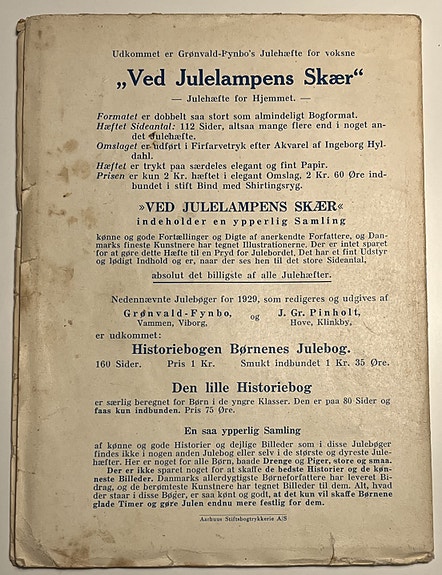 Udkommet er Grønvald-Fynbo's Julehæfte for voksne
„Ved Julelampens Skær“
— Julehæfte for Hjemmet. —
Formatet er dobbelt saa stort som almindeligt Bogformat.
Hæftet Sideantal: 112 Sider, altsaa mange flere end i noget an-
det Julehæfte.
Omslaget er udført i Firfarvetryk efter Akvarel af Ingeborg Hyl-
dahl.
Hæftet er trykt paa særdeles elegant og fint Papir.
Prisen er kun 2 Kr. hæftet i elegant Omslag, 2 Kr. 60 Øre ind-
bundet i stift Bind med Shirtingsryg.
»VED JULELAMPENS SKÆR«
indeholder en ypperlig Samling
kønne og gode Fortællinger og Digte af anerkendte Forfattere, og Dan-
marks fineste Kunstnere har tegnet Illustrationerne. Der er intet sparet
for at gøre dette Hæfte til en Pryd for Julebordet, Det har et fint Udstyr
og lødigt Indhold og er, naar der ses hen til det store Sideantal,
absolut det billigste af alle Julehæfter.
Nedennævnte Julebøger for 1929, som redigeres og udgives af
Grønvald-Fynbo, og J. Gr. Pinholt,
Vammen, Viborg, Hove, Klinkby,
er udkommet:
Historiebogen Børnenes Julebog.
160 Sider. Pris 1 Kr. Smukt indbundet 1 Kr. 35 Øre.
Den lille Historiebog
er særlig beregnet for Børn i de yngre Klasser. Den er paa 80 Sider og
faas kun indbunden. Pris 75 Øre.
En saa ypperlig Samling
af kønne og gode Historier og dejlige Billeder som i disse Julebøger
findes ikke i nogen anden Julebog eller selv i de største og dyreste Jule-
hæfter. Her er noget for alle Børn, baade Drenge og Piger, store og smaa.
Der er ikke sparet noget for at skaffe de bedste Historier og de køn-
neste Billeder. Danmarks allerdygtigste Børneforfattere har leveret Bi-
drag, og de berømteste Kunstnere har tegnet Billeder til dem. Alt, hvad
der staar i disse Bøger, er saa kønt og godt, at det kun vil skaffe Børnene
glade Timer og gøre Julen endnu mere festlig for dem.
Aarhuus Stiftsbogtrykkerie A/S